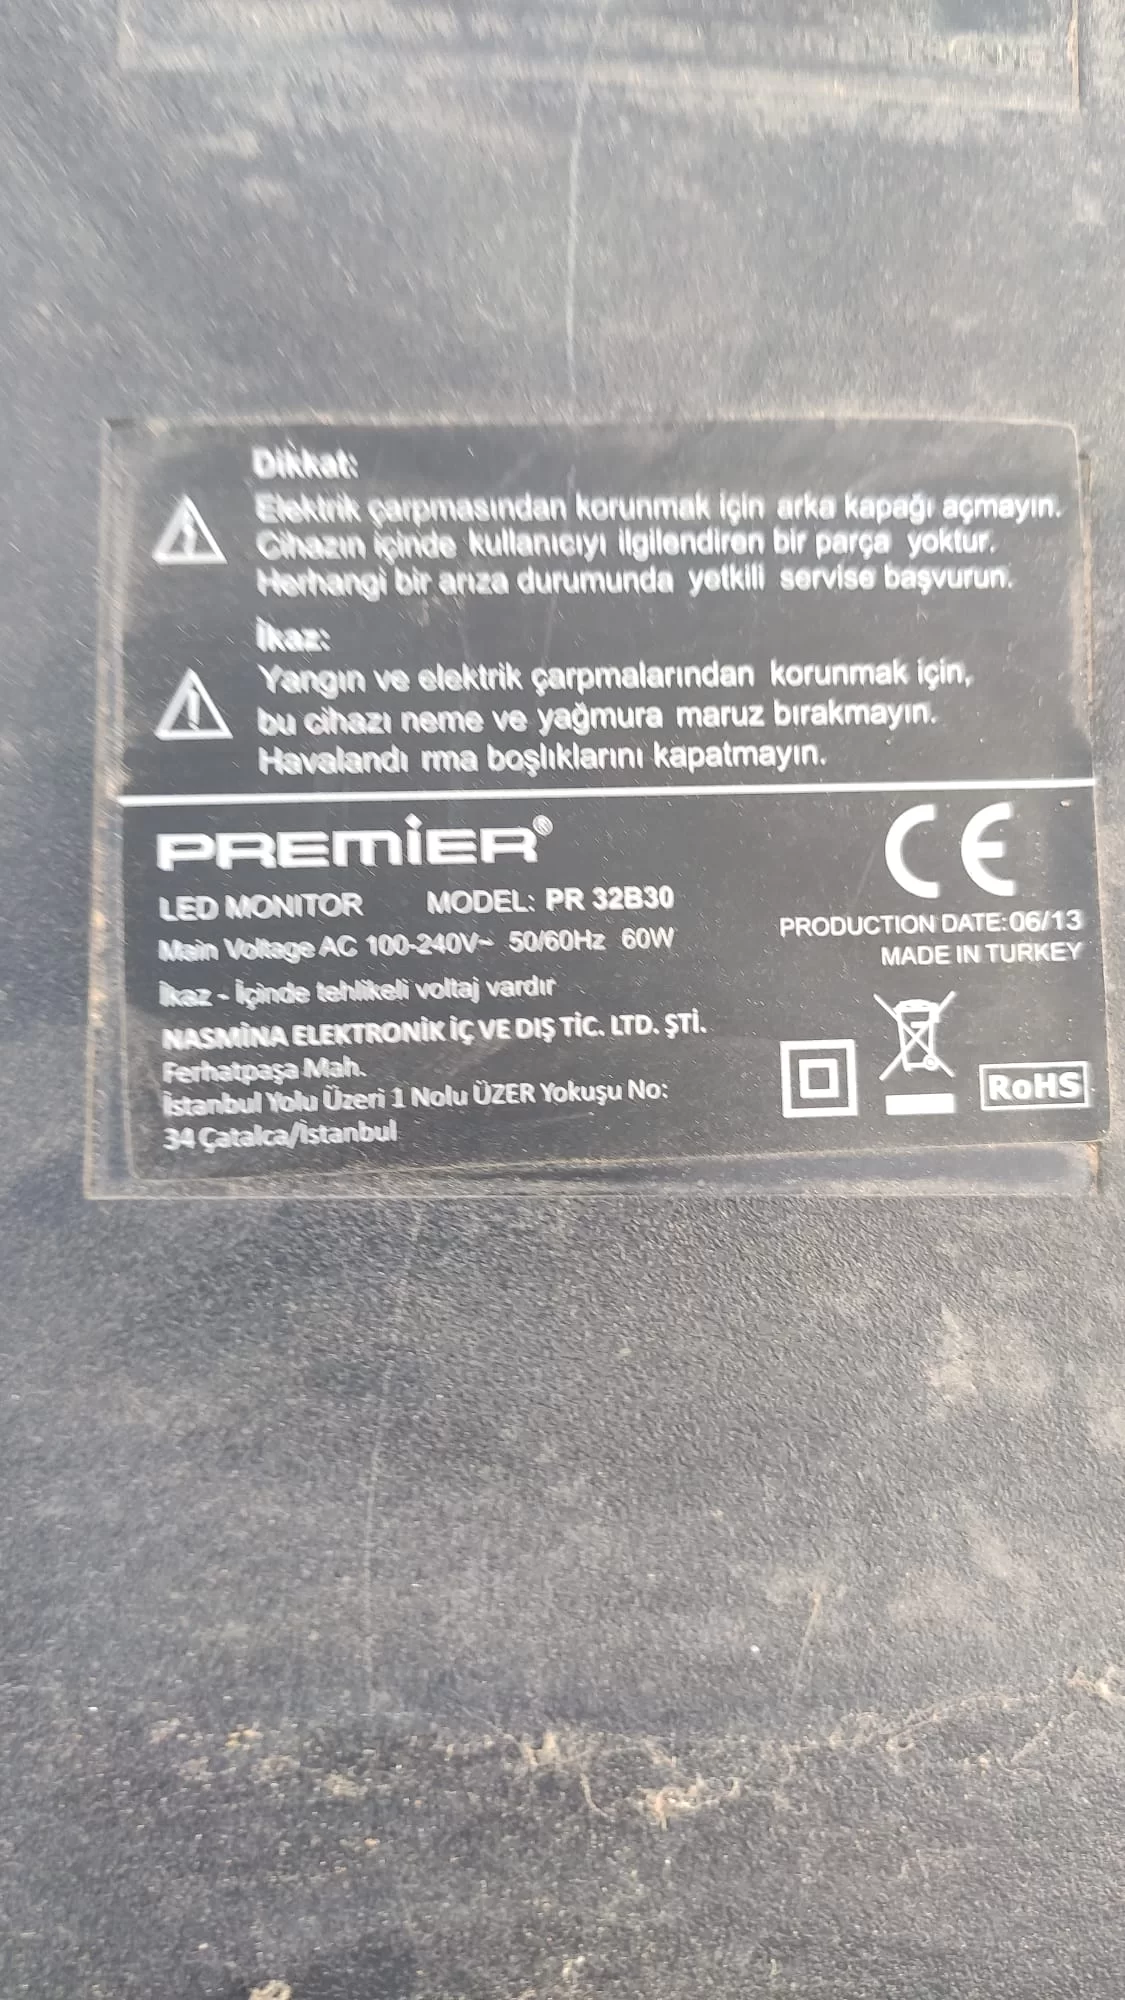 Dikkat:
Elektrik çarpmasından korunmak için arka kapağı açmayın.
Cihazın içinde kullanıcıyı ilgilendiren bir parça yoktur.
Herhangi bir arıza durumunda yetkili servise başvurun.
İkaz:
Yangın ve elektrik çarpmalarından korunmak için,
bu cihazı neme ve yağmura maruz bırakmayın.
Havalandı rma boşlıklarını kapatmayın.
PREMiER®
CE
LED MONITOR MODEL: PR 32B30
PRODUCTION DATE:06/13
Main Voltage AC 100-240V~ 50/60Hz 60W
MADE IN TURKEY
İkaz - İçinde tehlikeli voltaj vardır
NASMİNA ELEKTRONİK İÇ VE DIŞ TİC. LTD. ŞTİ.
Ferhatpaşa Mah.
İstanbul Yolu Üzeri 1 Nolu ÜZER Yokuşu No:
34 Çatalca/İstanbul
RoHS